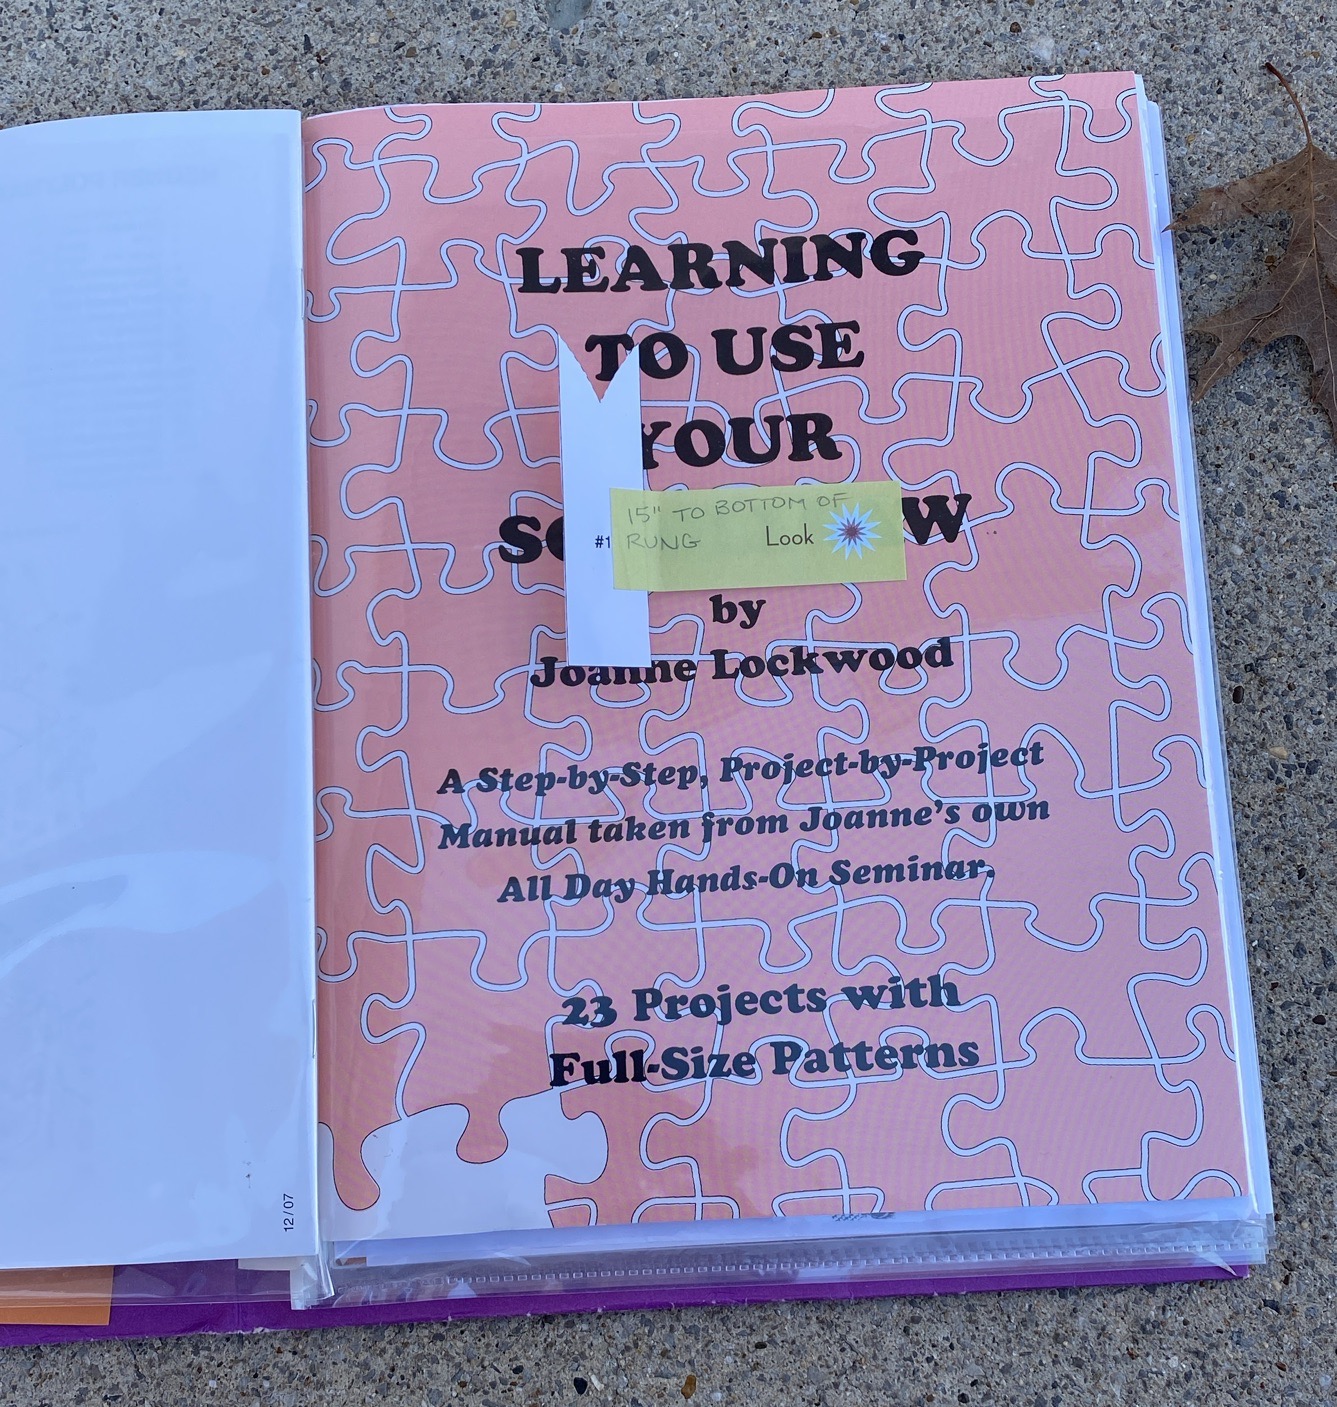 LEARNING
TO USE
YOUR
#1
15" TO BOTTOM OF
RUNG
Look
by
Joanne Lockwood
A Step-by-Step, Project-by-Project
Manual taken from Joanne's own
All Day Hands-On Seminar.
23 Projects with
Full-Size Patterns
12/07